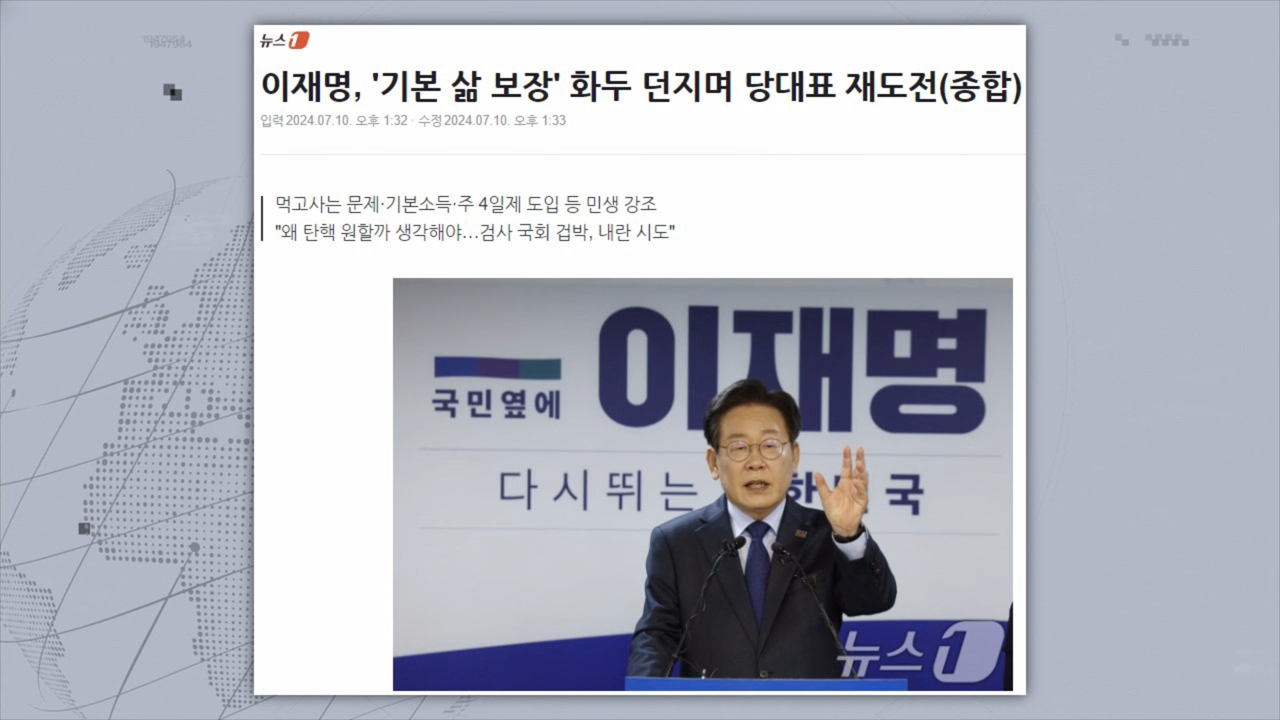 1947954
1947954
뉴스1
이재명, '기본 삶 보장' 화두 던지며 당대표 재도전(종합)
입력 2024.07.10. 오후 1:32 · 수정 2024.07.10. 오후 1:33
먹고사는 문제·기본소득·주 4일제 도입 등 민생 강조
"왜 탄핵 원할까 생각해야…검사 국회 겁박, 내란 시도"
국민옆에
이재명
다시뛰는 국
뉴스1